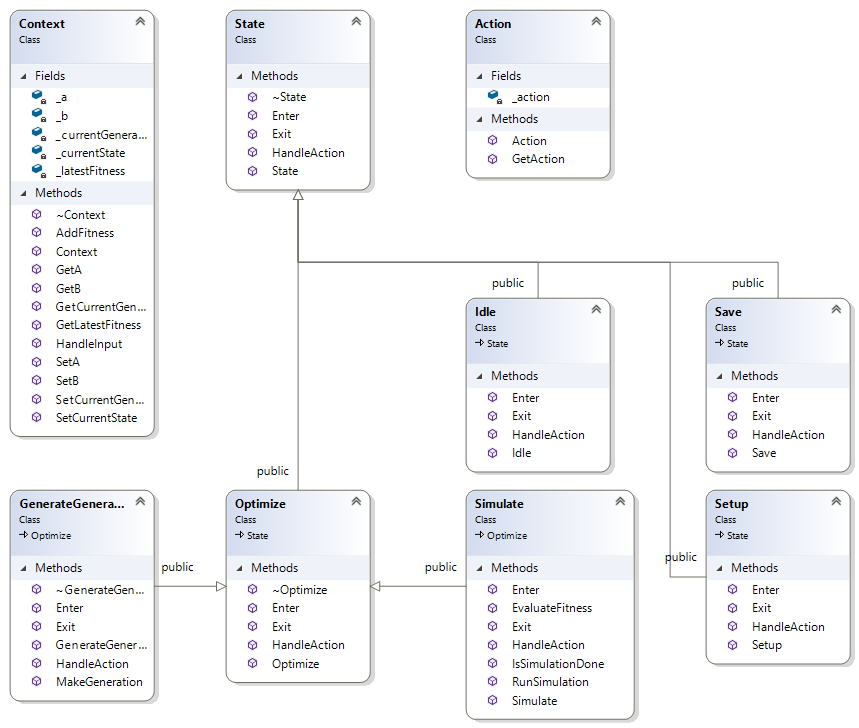 Context
Class
Fields
_a
_b
_currentGenera...
_currentState
_latestFitness
Methods
~Context
AddFitness
Context
GetA
GetB
GetCurrentGen...
GetLatestFitness
HandleInput
SetA
SetB
SetCurrentGen...
SetCurrentState
State
Class
Methods
~State
Enter
Exit
HandleAction
State
Action
Class
Fields
_action
Methods
Action
GetAction
public
Idle
Class
State
Methods
Enter
Exit
HandleAction
Idle
public
Save
Class
State
Methods
Enter
Exit
HandleAction
Save
GenerateGenera...
Class
Optimize
Methods
~GenerateGen...
Enter
Exit
GenerateGener...
HandleAction
MakeGeneration
public
public
Optimize
Class
State
Methods
~Optimize
Enter
Exit
HandleAction
Optimize
public
Simulate
Class
Optimize
Methods
Enter
EvaluateFitness
Exit
HandleAction
IsSimulationDone
RunSimulation
Simulate
public
Setup
Class
State
Methods
Enter
Exit
HandleAction
Setup